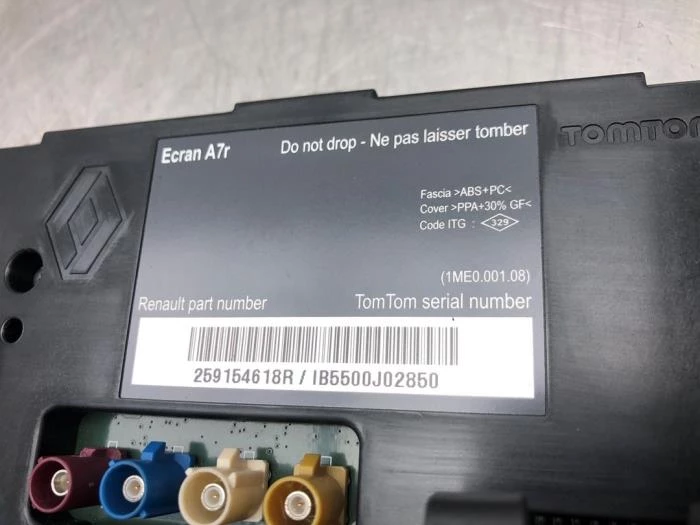 Ecran A7r
Do not drop - Ne pas laisser tomber
TOMTOM
Fascia >ABS+PC<
Cover >PPA+30% GF<
Code ITG : 329
(1ME0.001.08)
Renault part number
TomTom serial number
259154618R / IB5500J02850